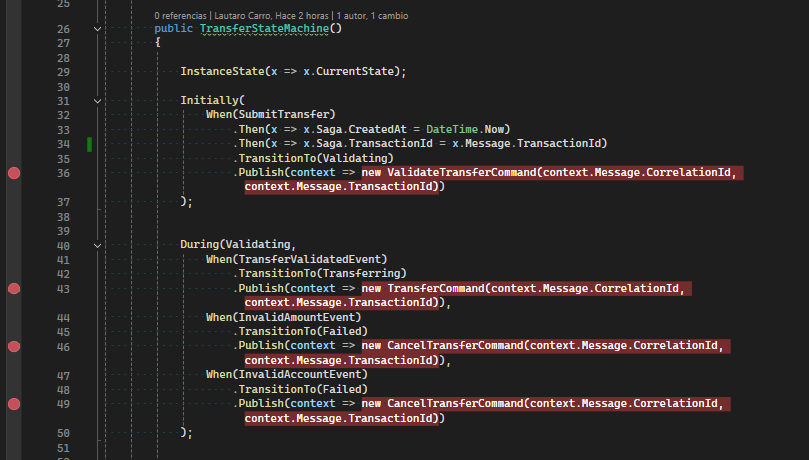 25
0 referencias | Lautaro Carro, Hace 2 horas | 1 autor, 1 cambio
26 public TransferStateMachine()
27 {
28
29 InstanceState(x => x.CurrentState);
30
31 Initially(
32 When(SubmitTransfer)
33 .Then(x => x.Saga.CreatedAt = DateTime.Now)
34 .Then(x => x.Saga.TransactionId = x.Message.TransactionId)
35 .TransitionTo(Validating)
36 .Publish(context => new ValidateTransferCommand(context.Message.CorrelationId,
context.Message.TransactionId))
37 );
38
39
40 During(Validating,
41 When(TransferValidatedEvent)
42 .TransitionTo(Transferring)
43 .Publish(context => new TransferCommand(context.Message.CorrelationId,
context.Message.TransactionId)),
44 When(InvalidAmountEvent)
45 .TransitionTo(Failed)
46 .Publish(context => new CancelTransferCommand(context.Message.CorrelationId,
context.Message.TransactionId)),
47 When(InvalidAccountEvent)
48 .TransitionTo(Failed)
49 .Publish(context => new CancelTransferCommand(context.Message.CorrelationId,
context.Message.TransactionId))
50 );
51